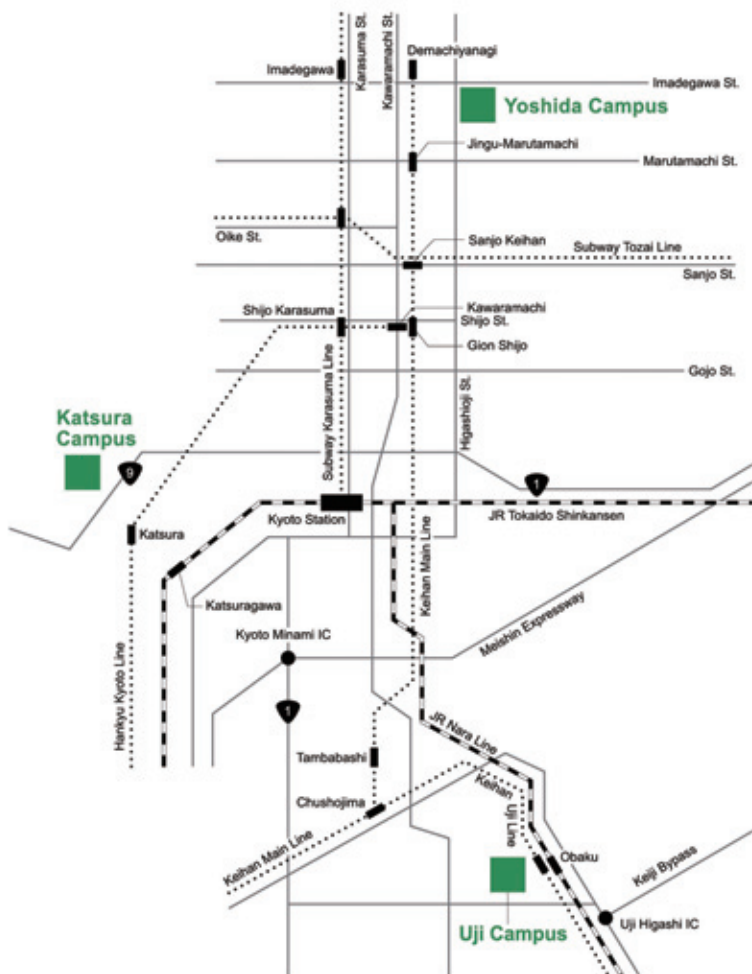 Karasuma St.
Kawaramachi St.
Demachiyanagi
Imadegawa
Imadegawa St.
Yoshida Campus
Jingu-Marutamachi
Marutamachi St.
Oike St.
Sanjo Keihan
Subway Tozai Line
Sanjo St.
Shijo Karasuma
Kawaramachi
Shijo St.
Gion Shijo
Gojo St.
Subway Karasuma Line
Higashioji St.
Katsura
Campus
9
1
Kyoto Station
JR Tokaido Shinkansen
Katsura
Keihan Main Line
Katsuragawa
Kyoto Minami IC
Meishin Expressway
Hankyu Kyoto Line
1
JR Nara Line
Tambabashi
Keihan
Uji Line
Chushojima
Keihan Main Line
Obaku
Keiji Bypass
Uji Higashi IC
Uji Campus